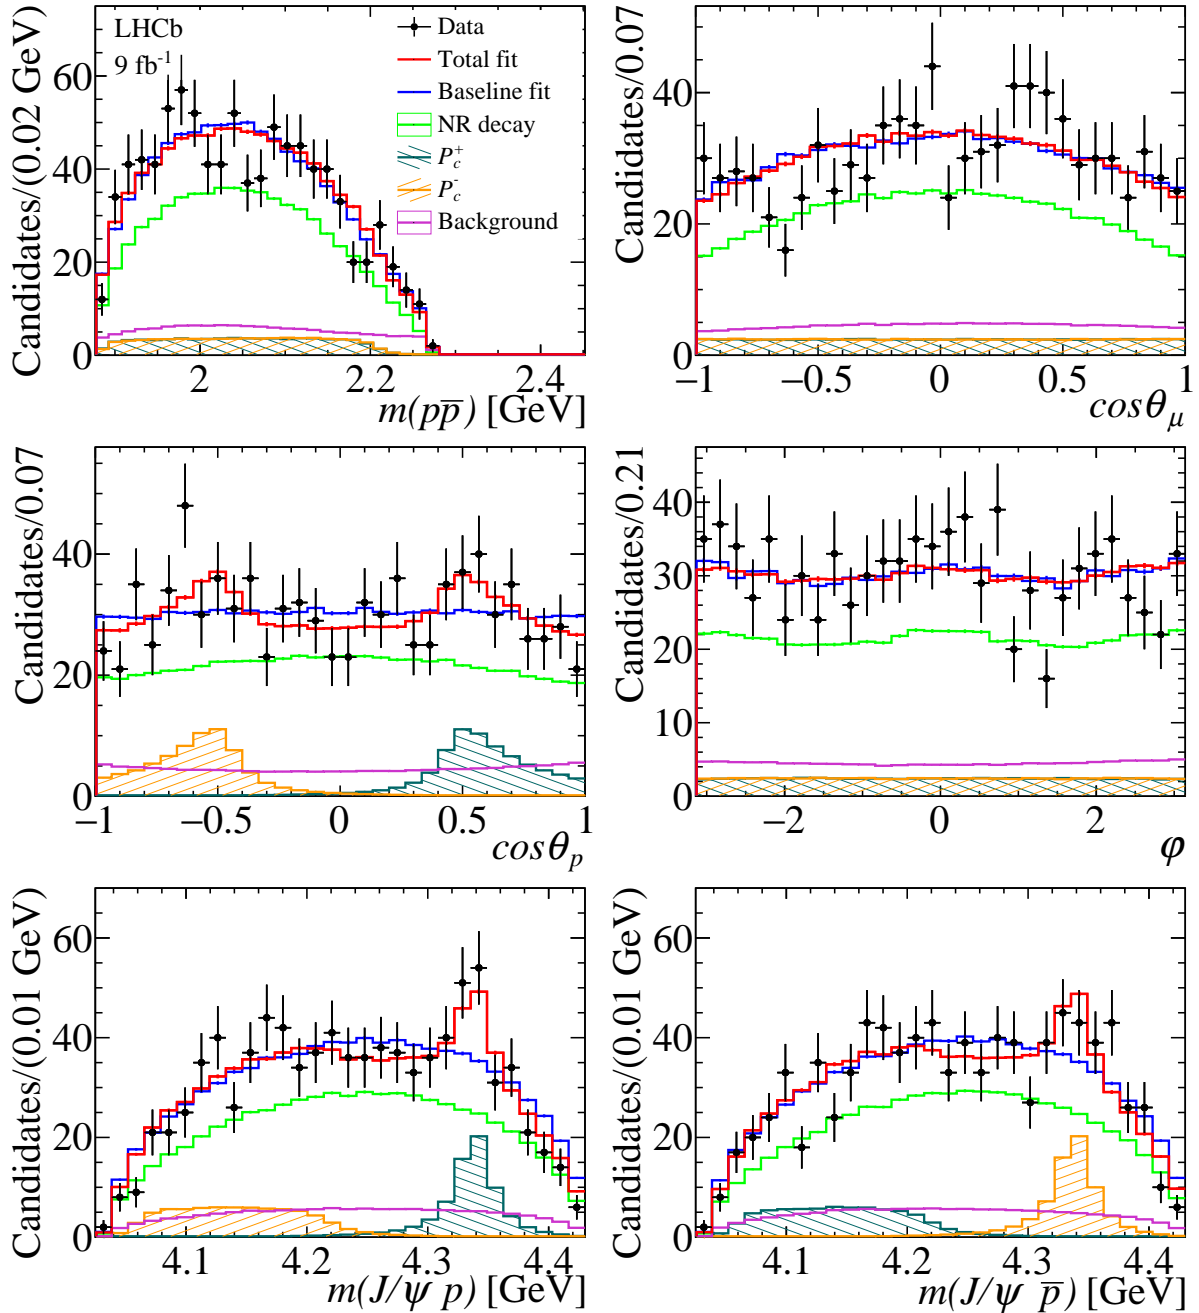 LHCb
9 fb⁻¹
Data
Total fit
Baseline fit
NR decay
P_c^+
P_c^-
Background
Candidates/(0.02 GeV)
0
20
40
60
2
2.2
2.4
m(pp̅) [GeV]
Candidates/0.07
0
20
40
−1
−0.5
0
0.5
1
cosθ_μ
Candidates/0.07
0
20
40
−1
−0.5
0
0.5
1
cosθ_p
Candidates/0.21
0
10
20
30
40
−2
0
2
φ
Candidates/(0.01 GeV)
0
20
40
60
4.1
4.2
4.3
4.4
m(J/ψ p) [GeV]
Candidates/(0.01 GeV)
0
20
40
60
4.1
4.2
4.3
4.4
m(J/ψ p̅) [GeV]